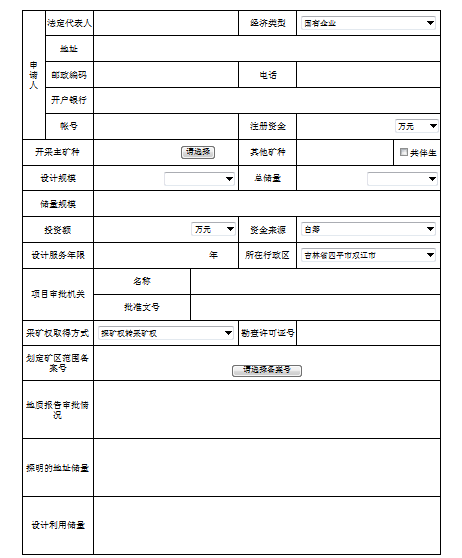 法定代表人 经济类型 国有企业
地址
申请人
邮政编码 电话
开户银行
帐号 注册资金 万元
开采主矿种 请选择 其他矿种 共伴生
设计规模 总储量
储量规模
投资额 万元 资金来源 自筹
设计服务年限 年 所在行政区 吉林省四平市双辽市
项目审批机关
名称
批准文号
采矿权取得方式 探矿权转采矿权 勘查许可证号
划定矿区范围备
案号
请选择备案号
地质报告审批情
况
探明的地址储量
设计利用储量